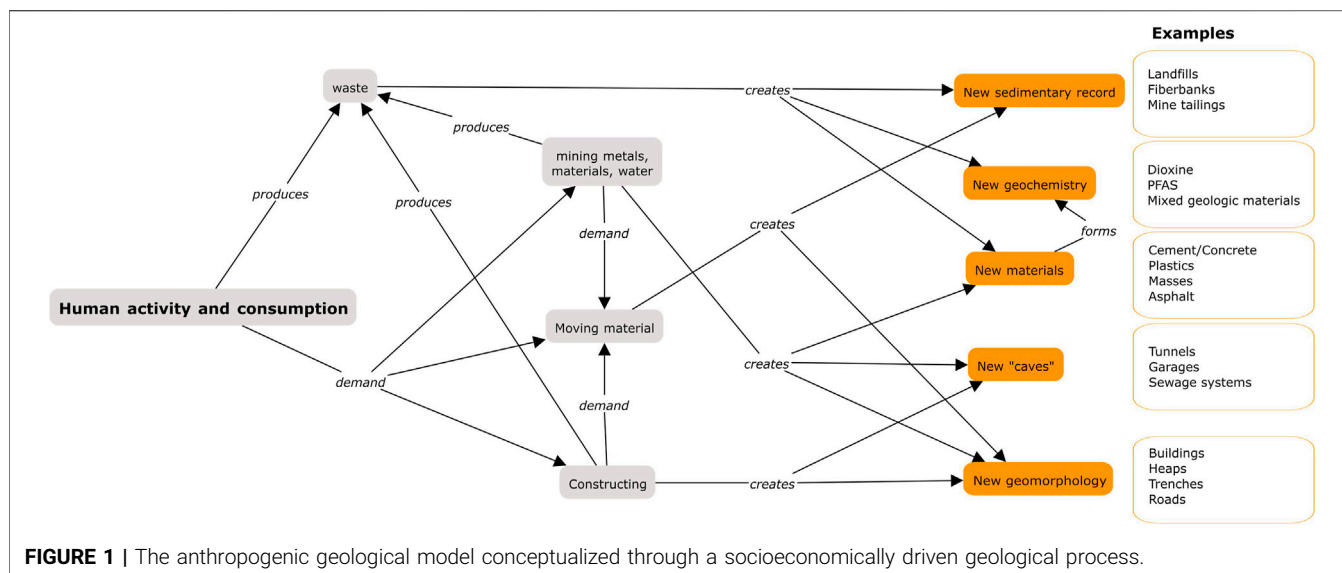 Examples
waste
creates
New sedimentary record
Landfills
Fiberbanks
Mine tailings
produces
mining metals,
materials, water
New geochemistry
Dioxine
PFAS
Mixed geologic materials
produces
produces
demand
creates
forms
New materials
Cement/Concrete
Plastics
Masses
Asphalt
Human activity and consumption
Moving material
demand
creates
New "caves"
Tunnels
Garages
Sewage systems
demand
Constructing
creates
New geomorphology
Buildings
Heaps
Trenches
Roads
FIGURE 1 | The anthropogenic geological model conceptualized through a socioeconomically driven geological process.